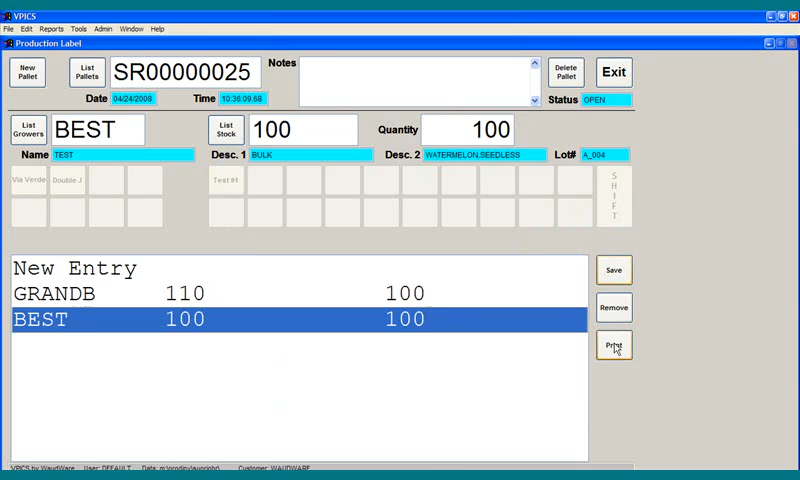 VPICS
File Edit Reports Tools Admin Window Help
Production Label
New Pallet
List Pallets
SR00000025
Notes
Delete Pallet
Exit
Date 04/24/2008 Time 10:36:09.68
Status OPEN
List Growers
BEST
List Stock
100
Quantity 100
Name TEST
Desc. 1 BULK
Desc. 2 WATERMELON,SEEDLESS
Lot# A_004
Via Verde Double J
Test #1
SHIFT
New Entry
GRANDB 110 100
BEST 100 100
Save
Remove
Print
VPICS by WaudWare User: DEFAULT Customer: WAUDWARE